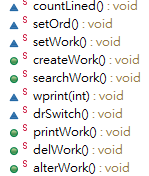 S countLined() : void
S setOrd() : void
S setWork() : void
S createWork() : void
S searchWork() : void
S wprint(int) : void
S drSwitch() : void
S printWork() : void
S delWork() : void
S alterWork() : void